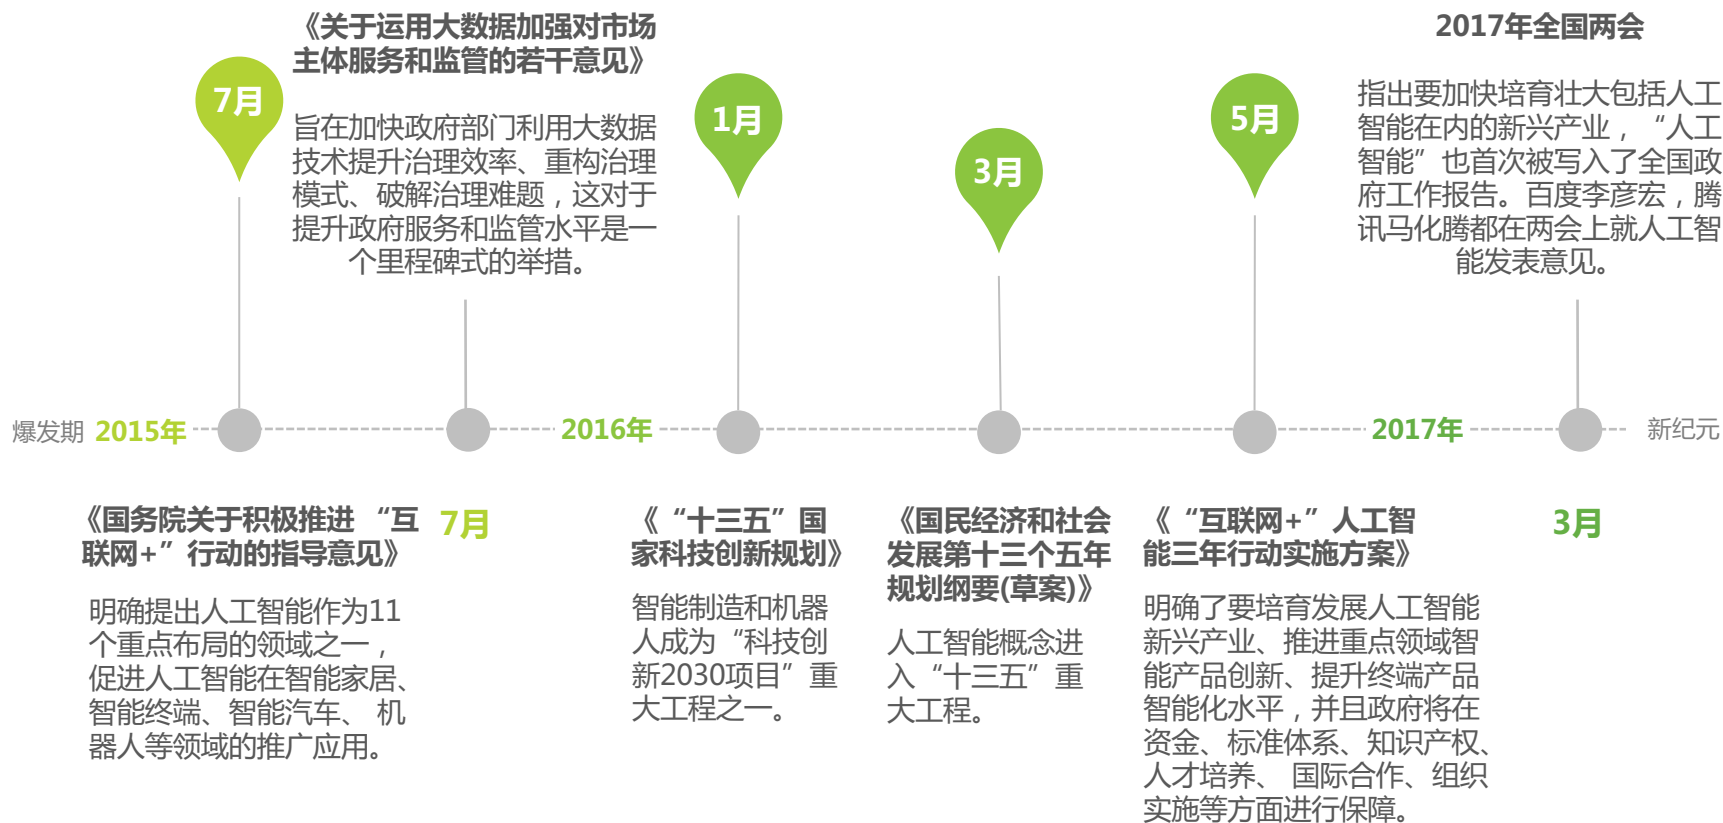 《关于运用大数据加强对市场
主体服务和监管的若干意见》
旨在加快政府部门利用大数据
技术提升治理效率、重构治理
模式、破解治理难题，这对于
提升政府服务和监管水平是一
个里程碑式的举措。
2017年全国两会
指出要加快培育壮大包括人工
智能在内的新兴产业，“人工
智能”也首次被写入了全国政
府工作报告。百度李彦宏，腾
讯马化腾都在两会上就人工智
能发表意见。
7月
1月
3月
5月
爆发期
2015年
2016年
2017年
新纪元
《国务院关于积极推进 “互
联网+”行动的指导意见》
明确提出人工智能作为11
个重点布局的领域之一，
促进人工智能在智能家居、
智能终端、智能汽车、 机
器人等领域的推广应用。
7月
《“十三五”国
家科技创新规划》
智能制造和机器
人成为“科技创
新2030项目”重
大工程之一。
《国民经济和社会
发展第十三个五年
规划纲要(草案)》
人工智能概念进
入“十三五”重
大工程。
《“互联网+”人工智
能三年行动实施方案》
明确了要培育发展人工智能
新兴产业、推进重点领域智
能产品创新、提升终端产品
智能化水平，并且政府将在
资金、标准体系、知识产权、
人才培养、 国际合作、组织
实施等方面进行保障。
3月